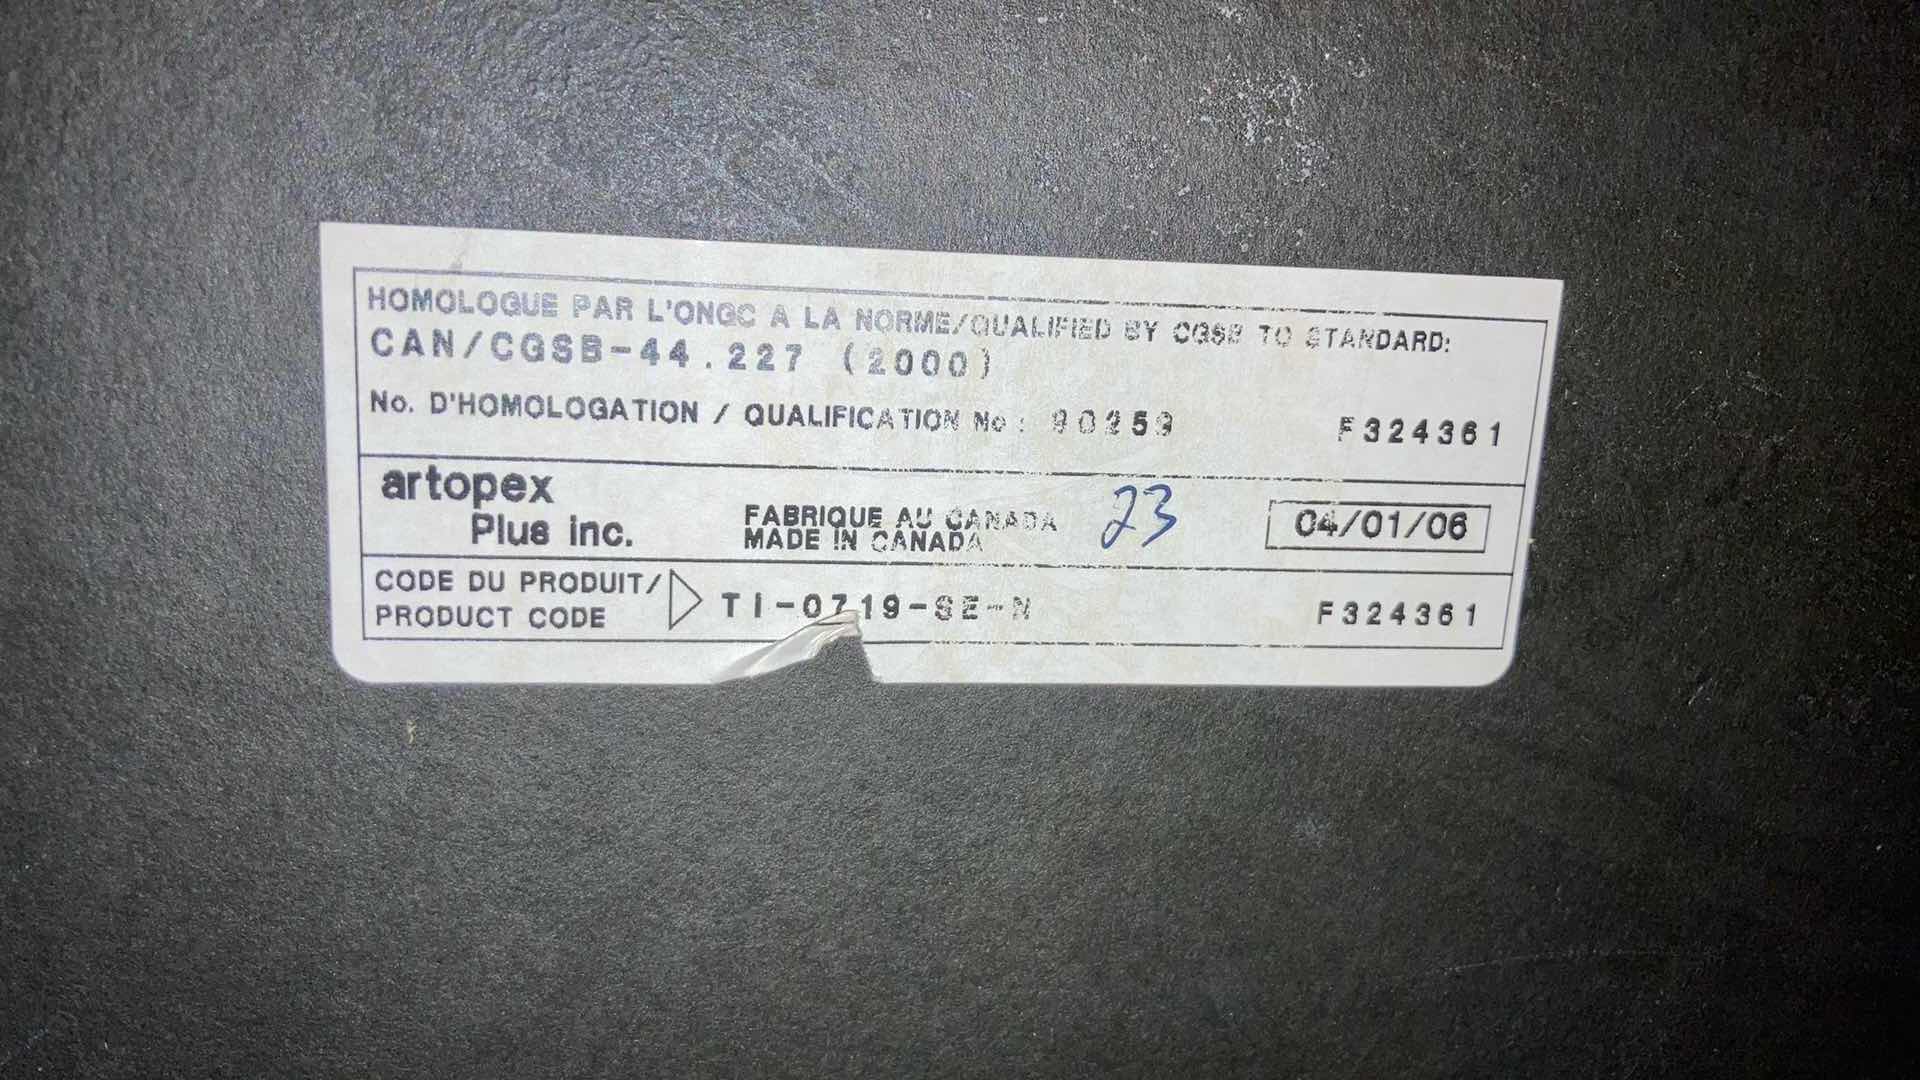 HOMOLOGUE PAR L'ONGC A LA NORME/QUALIFIED BY CGSB TO STANDARD:
CAN/CGSB-44.227 (2000)
No. D'HOMOLOGATION / QUALIFICATION No : F324361
artopex
Plus inc.
FABRIQUE AU CANADA
MADE IN CANADA
23
04/01/06
CODE DU PRODUIT/
PRODUCT CODE
TI-0719-SE-N
F324361